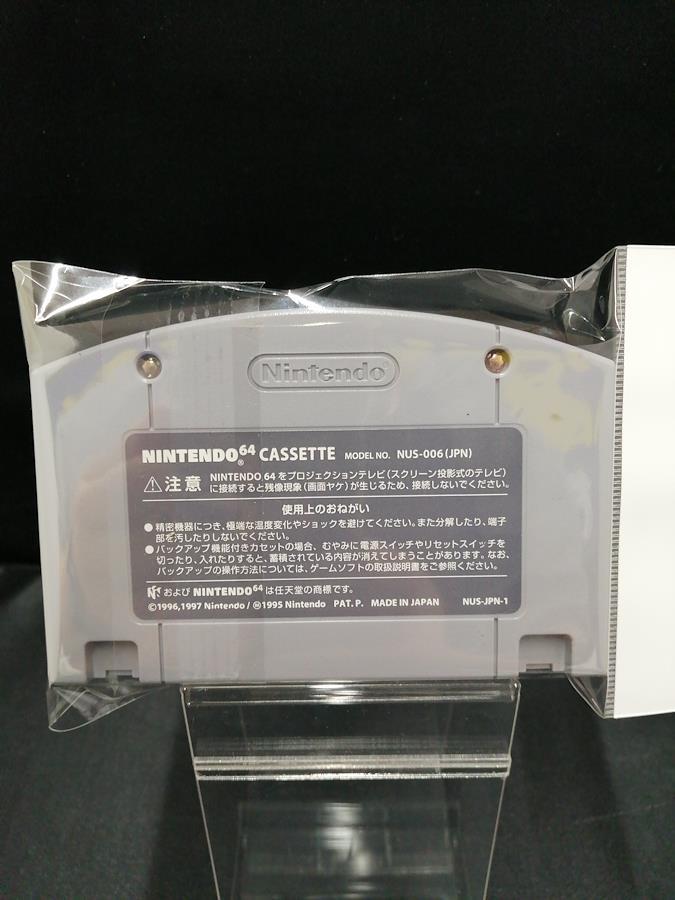 Nintendo
NINTENDO64 CASSETTE MODEL NO. NUS-006(JPN)
⚠注意 NINTENDO 64をプロジェクションテレビ(スクリーン投影式のテレビ)
に接続すると残像現象(画面ヤケ)が生じるため、接続しないでください。
使用上のおねがい
●精密機器につき、極端な温度変化やショックを避けてください。また分解したり、端子
部を汚したりしないでください。
●バックアップ機能付きカセットの場合、むやみに電源スイッチやリセットスイッチを
切ったり、入れたりすると、蓄積されている内容が消えてしまうことがあります。なお、
バックアップの操作方法については、ゲームソフトの取扱説明書をご参照ください。
および NINTENDO64 は任天堂の商標です。
©1996,1997 Nintendo/Ⓜ1995 Nintendo PAT. P. MADE IN JAPAN NUS-JPN-1